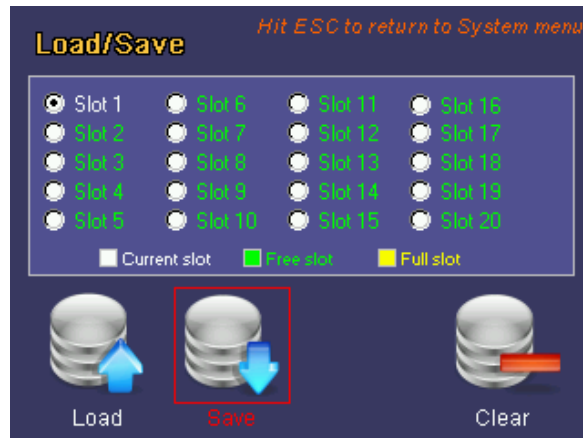 Hit ESC to return to System menu
Load/Save
Slot 1 Slot 6 Slot 11 Slot 16
Slot 2 Slot 7 Slot 12 Slot 17
Slot 3 Slot 8 Slot 13 Slot 18
Slot 4 Slot 9 Slot 14 Slot 19
Slot 5 Slot 10 Slot 15 Slot 20
Current slot Free slot Full slot
Load Save Clear